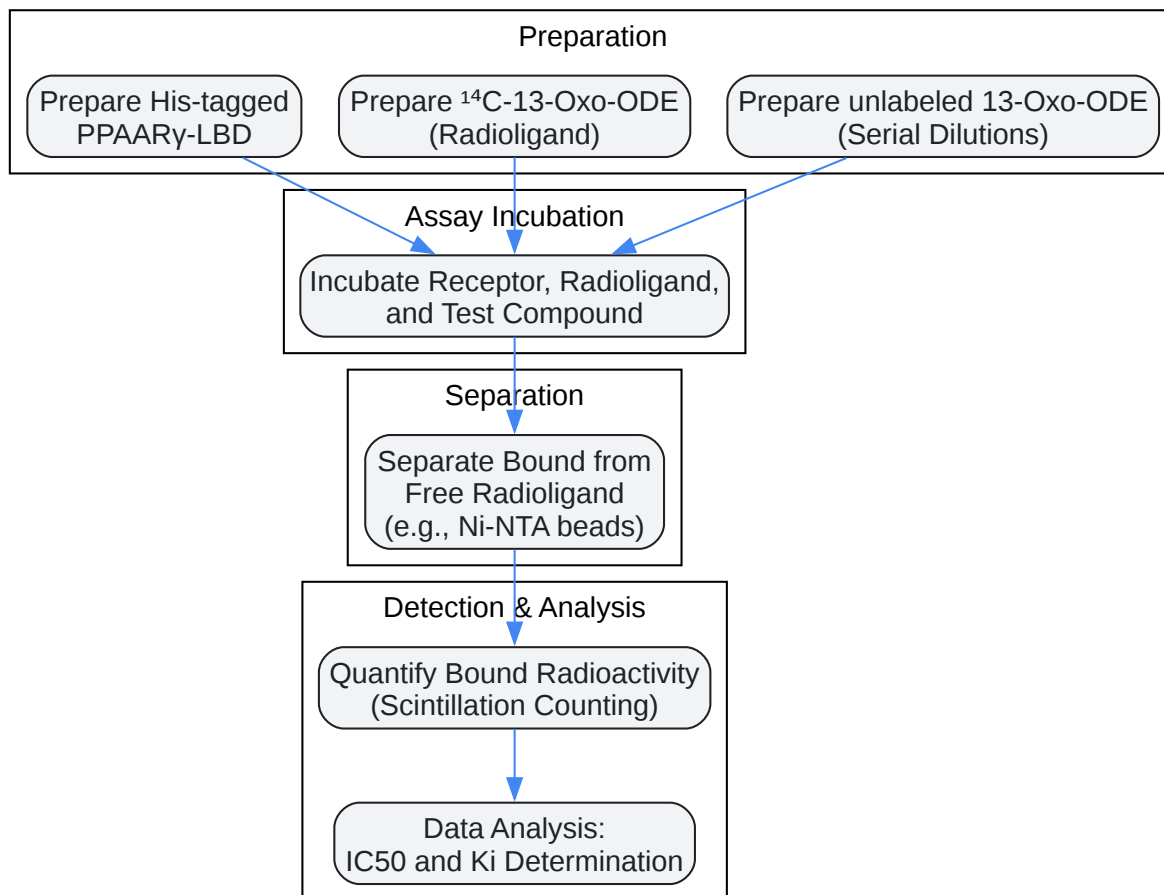 Preparation
Prepare His-tagged
PPAARγ-LBD
Prepare ¹⁴C-13-Oxo-ODE
(Radioligand)
Prepare unlabeled 13-Oxo-ODE
(Serial Dilutions)
Assay Incubation
Incubate Receptor, Radioligand,
and Test Compound
Separation
Separate Bound from
Free Radioligand
(e.g., Ni-NTA beads)
Detection & Analysis
Quantify Bound Radioactivity
(Scintillation Counting)
Data Analysis:
IC50 and Ki Determination